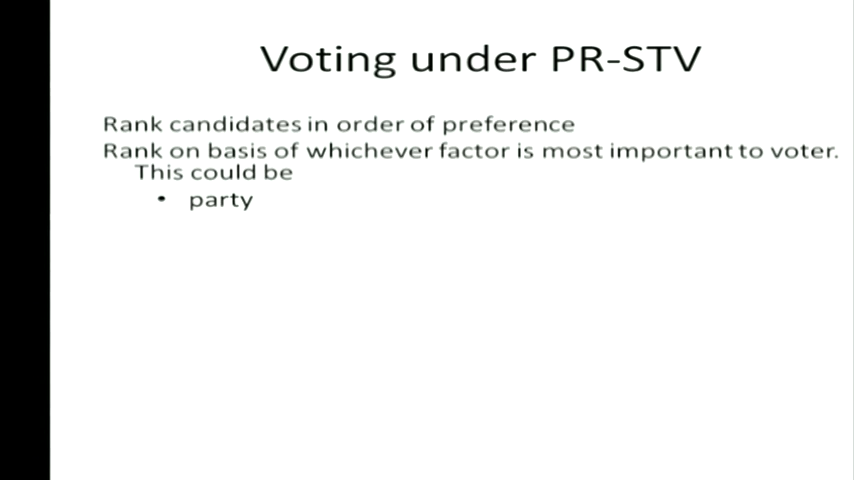 Voting under PR-STV
Rank candidates in order of preference
Rank on basis of whichever factor is most important to voter.
This could be
• party